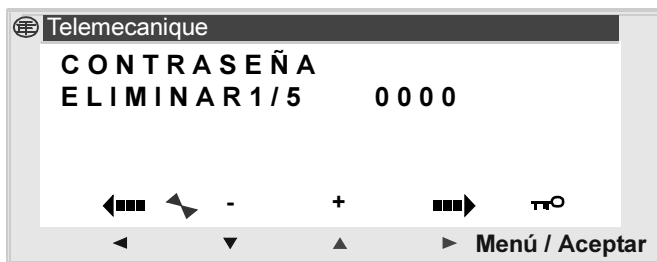 Telemecanique
CONTRASEÑA
ELIMINAR1/5 0000
- +
Menú / Aceptar